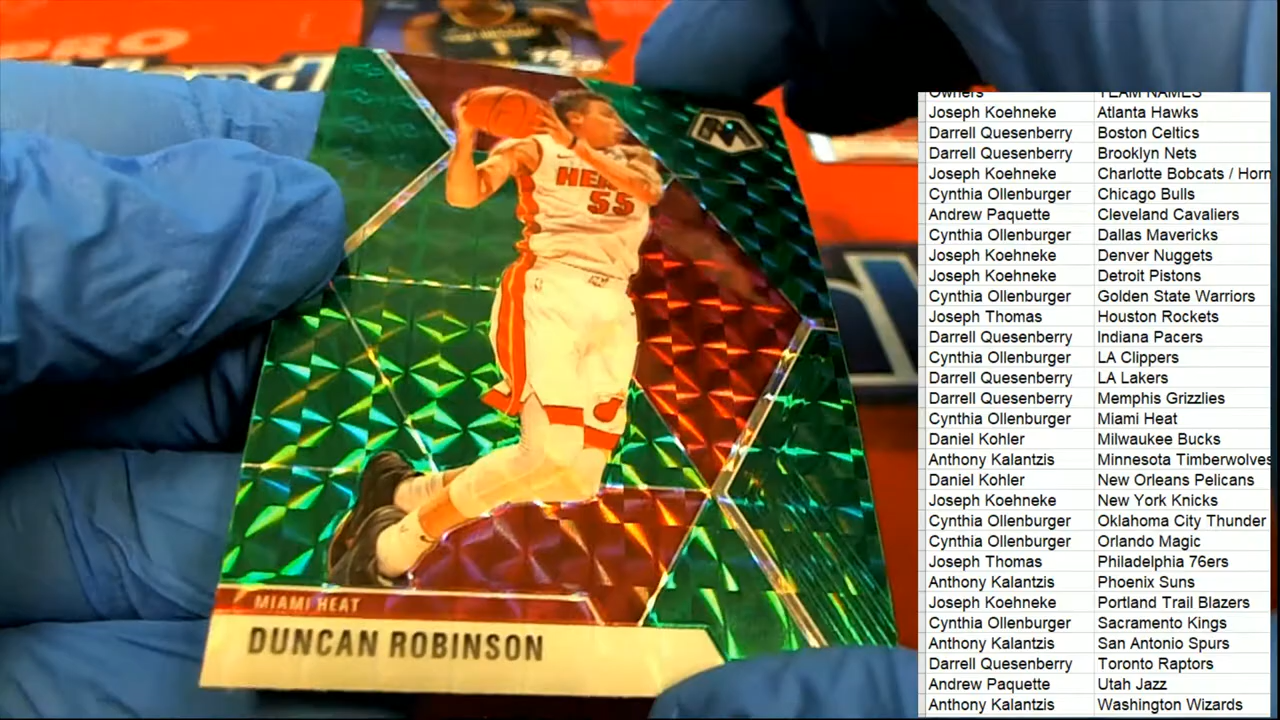 PRO
HEAT
55
MIAMI HEAT
DUNCAN ROBINSON
Owners TEAM NAMES
Joseph Koehneke Atlanta Hawks
Darrell Quesenberry Boston Celtics
Darrell Quesenberry Brooklyn Nets
Joseph Koehneke Charlotte Bobcats / Horn
Cynthia Ollenburger Chicago Bulls
Andrew Paquette Cleveland Cavaliers
Cynthia Ollenburger Dallas Mavericks
Joseph Koehneke Denver Nuggets
Joseph Koehneke Detroit Pistons
Cynthia Ollenburger Golden State Warriors
Joseph Thomas Houston Rockets
Darrell Quesenberry Indiana Pacers
Cynthia Ollenburger LA Clippers
Darrell Quesenberry LA Lakers
Darrell Quesenberry Memphis Grizzlies
Cynthia Ollenburger Miami Heat
Daniel Kohler Milwaukee Bucks
Anthony Kalantzis Minnesota Timberwolves
Daniel Kohler New Orleans Pelicans
Joseph Koehneke New York Knicks
Cynthia Ollenburger Oklahoma City Thunder
Cynthia Ollenburger Orlando Magic
Joseph Thomas Philadelphia 76ers
Anthony Kalantzis Phoenix Suns
Joseph Koehneke Portland Trail Blazers
Cynthia Ollenburger Sacramento Kings
Anthony Kalantzis San Antonio Spurs
Darrell Quesenberry Toronto Raptors
Andrew Paquette Utah Jazz
Anthony Kalantzis Washington Wizards